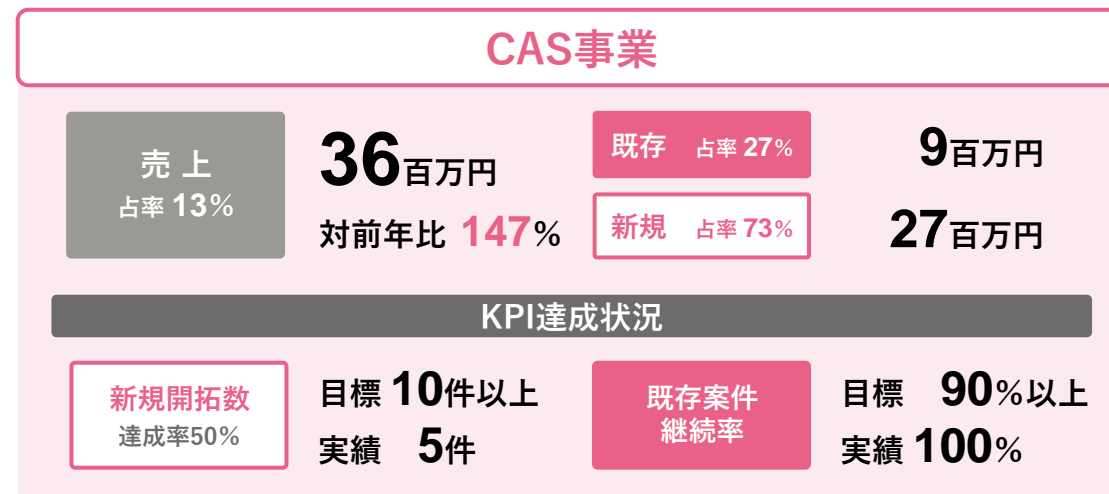 CAS事業
売 上
占率 13%
36百万円
対前年比 147%
既存 占率 27%
9百万円
新規 占率 73%
27百万円
KPI達成状況
新規開拓数
達成率50%
目標 10件以上
実績 5件
既存案件
継続率
目標 90%以上
実績 100%